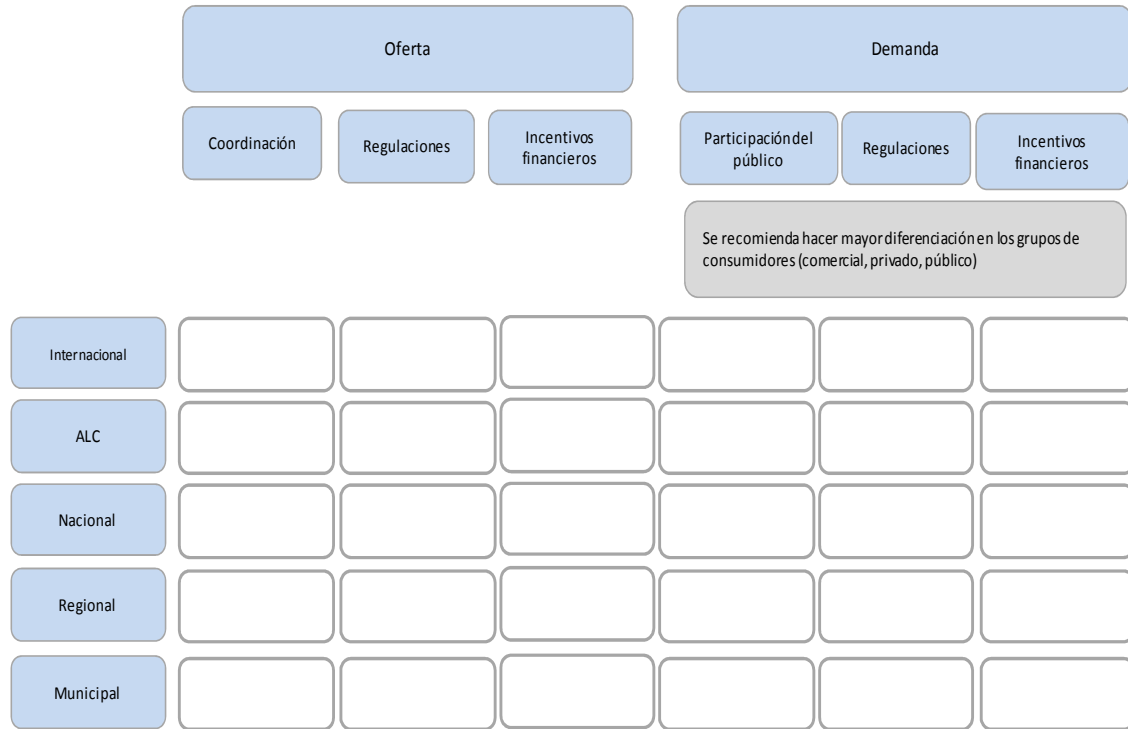 Oferta
Demanda
Coordinación
Regulaciones
Incentivos
financieros
Participación del
público
Regulaciones
Incentivos
financieros
Se recomienda hacer mayor diferenciación en los grupos de
consumidores (comercial, privado, público)
Internacional
ALC
Nacional
Regional
Municipal